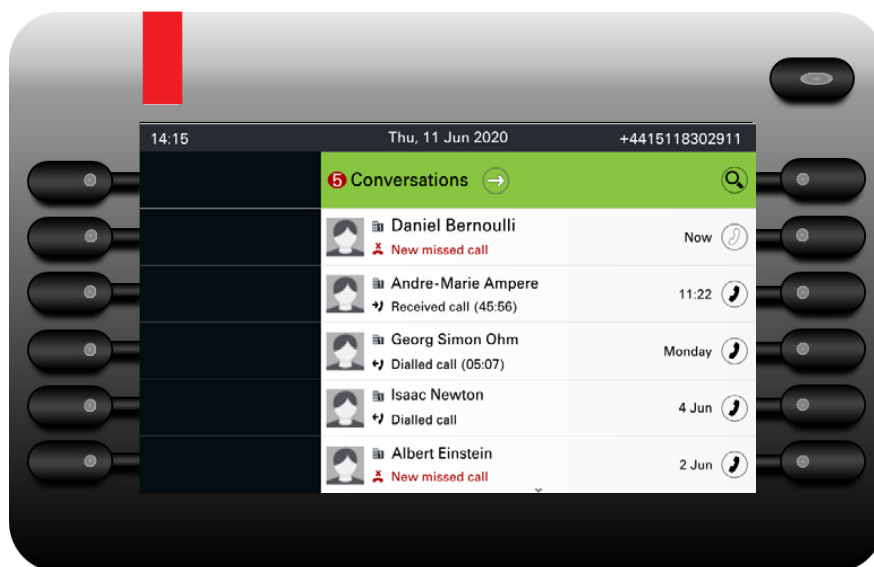 14:15 Thu, 11 Jun 2020 +4415118302911
5 Conversations
Daniel Bernoulli
New missed call
Now
Andre-Marie Ampere
Received call (45:56)
11:22
Georg Simon Ohm
Dialled call (05:07)
Monday
Isaac Newton
Dialled call
4 Jun
Albert Einstein
New missed call
2 Jun